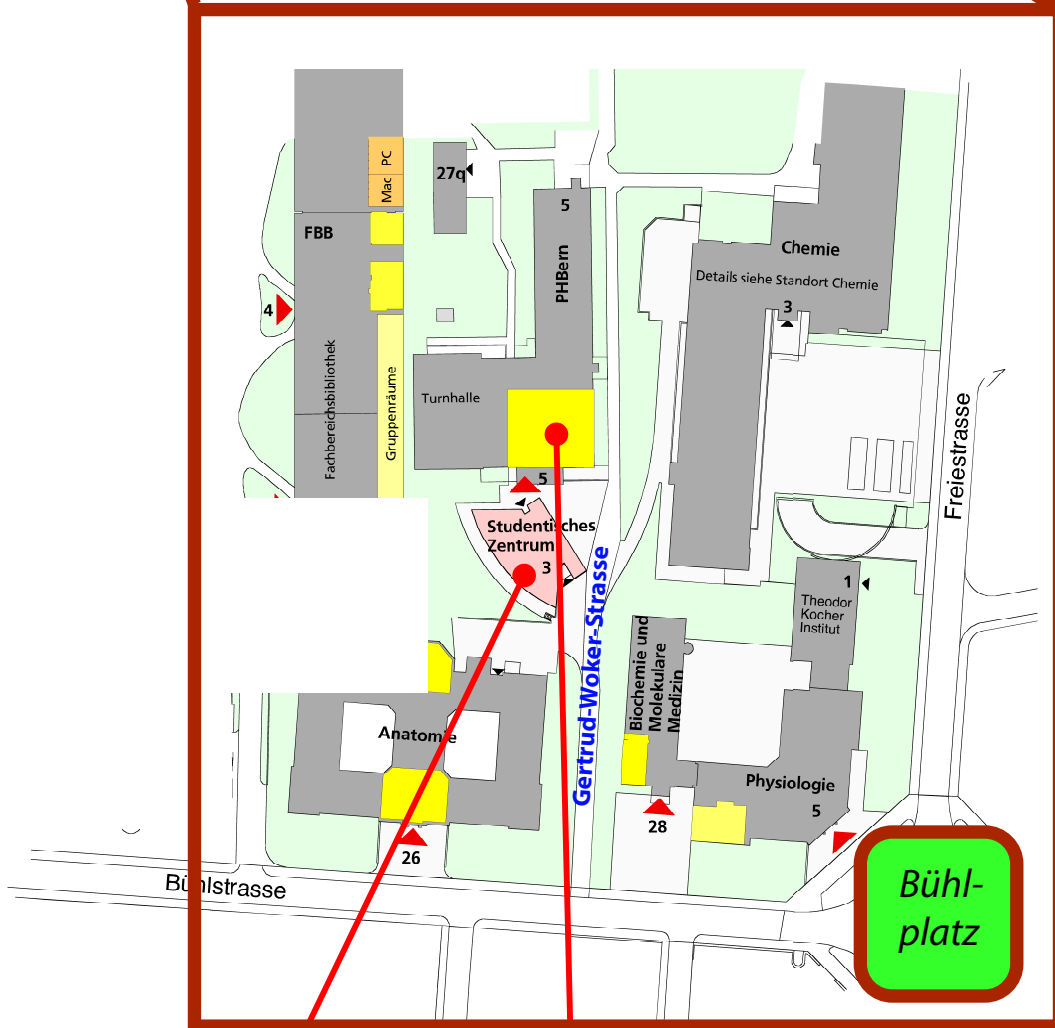 PC
Mac
27q
5
FBB
PHBern
Chemie
Details siehe Standort Chemie
3
4
Fachbereichsbibliothek
Gruppenräume
Turnhalle
Freiestrasse
5
Studentisches
Zentrum
3
1
Theodor
Kocher
Institut
Gertrud-Woker-Strasse
Biochemie und
Molekulare
Medizin
Anatomie
Physiologie
5
28
26
Bühlstrasse
Bühl-
platz